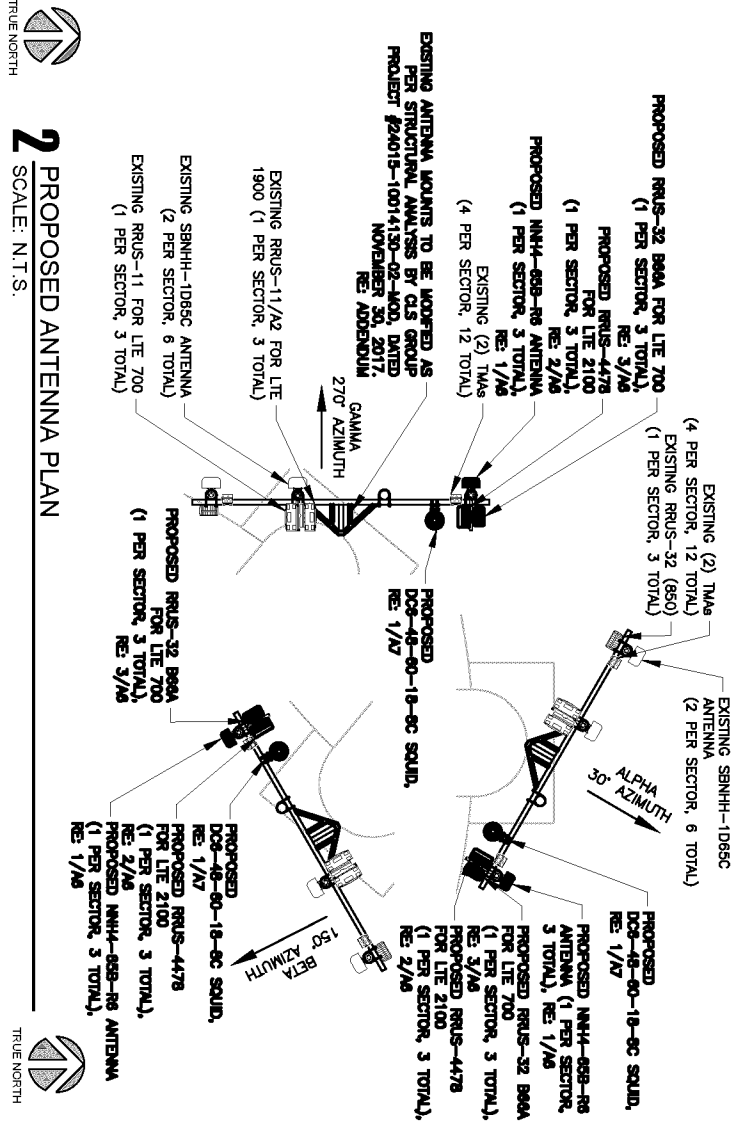 PROPOSED RRUS-32 B66A FOR LTE 700
(1 PER SECTOR, 3 TOTAL),
RE: 3/A6
PROPOSED RRUS-4478
FOR LTE 2100
(1 PER SECTOR, 3 TOTAL),
RE: 2/A6
PROPOSED NNH4-65B-R6 ANTENNA
(1 PER SECTOR, 3 TOTAL),
RE: 1/A6
EXISTING (2) TMAs
(4 PER SECTOR, 12 TOTAL)
EXISTING ANTENNA MOUNTS TO BE MODIFIED AS
PER STRUCTURAL ANALYSIS BY CLS GROUP
PROJECT #24015-10014130-02-MOD, DATED
NOVEMBER 30, 2017.
RE: ADDENDUM
EXISTING RRUS-11/A2 FOR LTE
1900 (1 PER SECTOR, 3 TOTAL)
EXISTING SBNHH-1D65C ANTENNA
(2 PER SECTOR, 6 TOTAL)
EXISTING RRUS-11 FOR LTE 700
(1 PER SECTOR, 3 TOTAL)
GAMMA
270° AZIMUTH
PROPOSED
DC6-48-60-18-8C SQUID,
RE: 1/A7
EXISTING (2) TMAs
(4 PER SECTOR, 12 TOTAL)
EXISTING RRUS-32 (850)
(1 PER SECTOR, 3 TOTAL)
EXISTING SBNHH-1D65C
ANTENNA
(2 PER SECTOR, 6 TOTAL)
ALPHA
30° AZIMUTH
PROPOSED
DC6-48-60-18-8C SQUID,
RE: 1/A7
PROPOSED NNH4-65B-R6
ANTENNA (1 PER SECTOR,
3 TOTAL), RE: 1/A6
PROPOSED RRUS-32 B66A
FOR LTE 700
(1 PER SECTOR, 3 TOTAL),
RE: 3/A6
PROPOSED RRUS-4478
FOR LTE 2100
(1 PER SECTOR, 3 TOTAL),
RE: 2/A6
PROPOSED RRUS-32 B66A
FOR LTE 700
(1 PER SECTOR, 3 TOTAL),
RE: 3/A6
BETA
150° AZIMUTH
PROPOSED
DC6-48-60-18-8C SQUID,
RE: 1/A7
PROPOSED RRUS-4478
FOR LTE 2100
(1 PER SECTOR, 3 TOTAL),
RE: 2/A6
PROPOSED NNH4-65B-R6 ANTENNA
(1 PER SECTOR, 3 TOTAL),
RE: 1/A6
TRUE NORTH
2 PROPOSED ANTENNA PLAN
SCALE: N.T.S.
TRUE NORTH